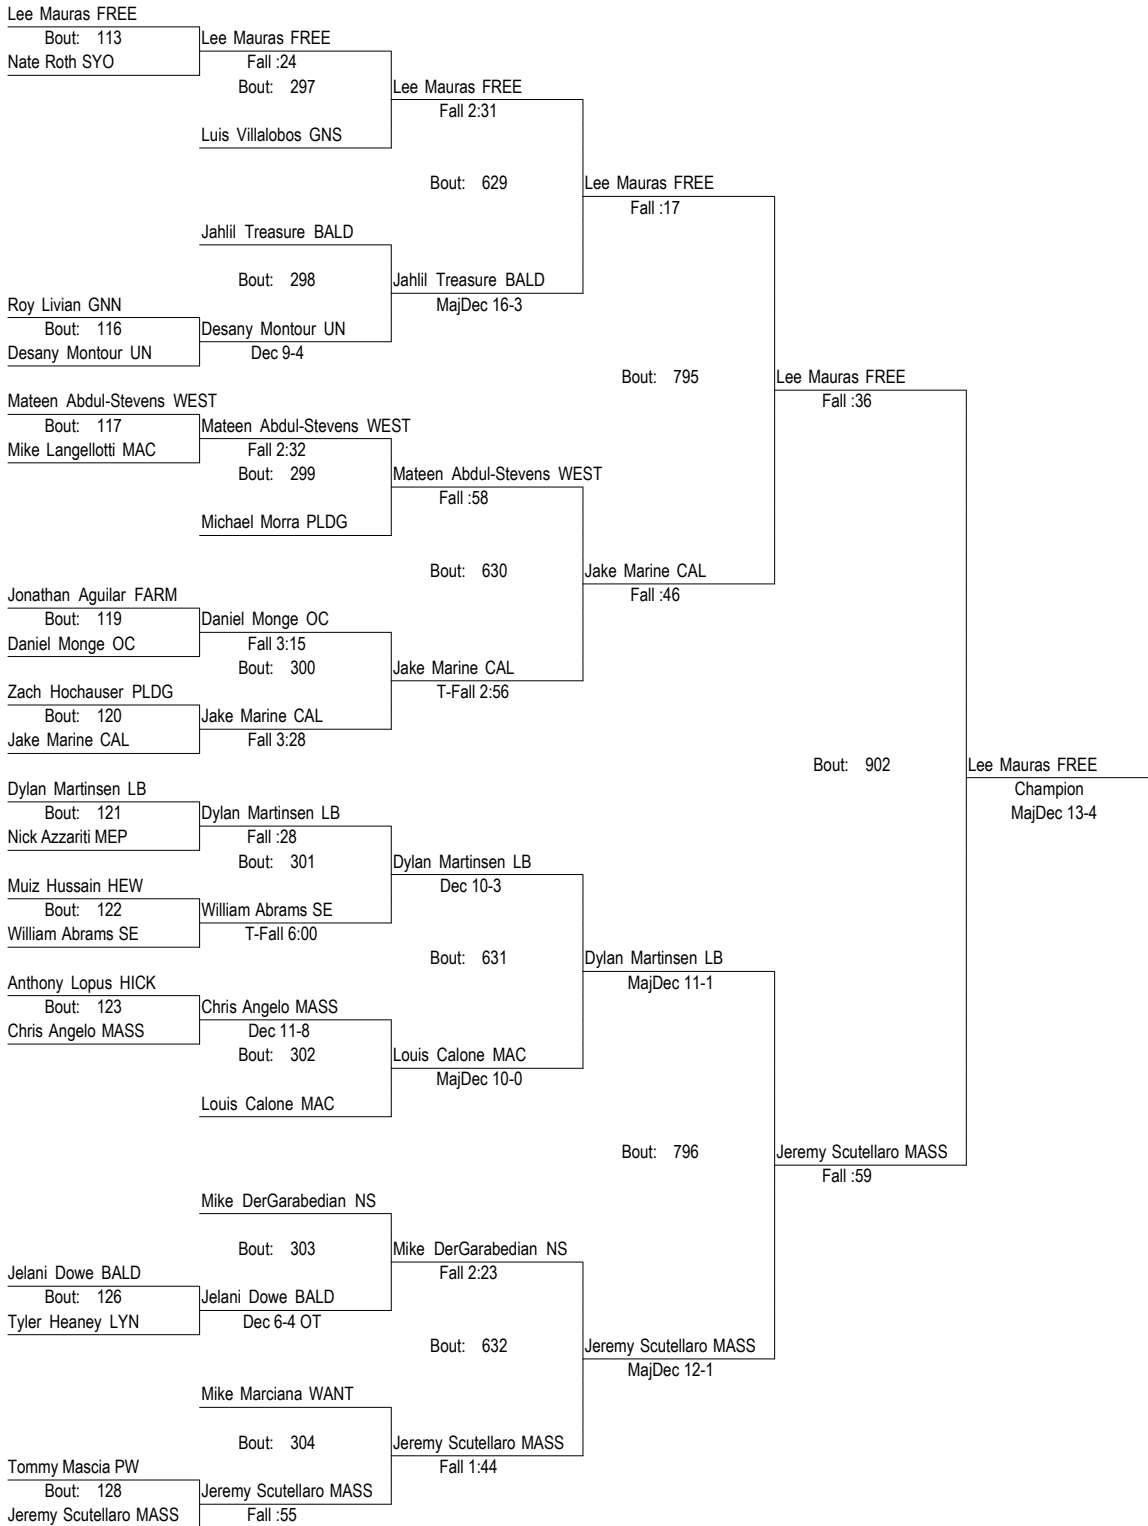 Lee Mauras FREE
Bout: 113
Nate Roth SYO
Lee Mauras FREE
Fall :24
Bout: 297
Luis Villalobos GNS
Lee Mauras FREE
Fall 2:31
Bout: 629
Lee Mauras FREE
Fall :17
Jahlil Treasure BALD
Bout: 298
Jahlil Treasure BALD
MajDec 16-3
Roy Livian GNN
Bout: 116
Desany Montour UN
Desany Montour UN
Dec 9-4
Bout: 795
Lee Mauras FREE
Fall :36
Mateen Abdul-Stevens WEST
Bout: 117
Mike Langellotti MAC
Mateen Abdul-Stevens WEST
Fall 2:32
Bout: 299
Michael Morra PLDG
Mateen Abdul-Stevens WEST
Fall :58
Bout: 630
Jake Marine CAL
Fall :46
Jonathan Aguilar FARM
Bout: 119
Daniel Monge OC
Daniel Monge OC
Fall 3:15
Bout: 300
Jake Marine CAL
T-Fall 2:56
Zach Hochauser PLDG
Bout: 120
Jake Marine CAL
Jake Marine CAL
Fall 3:28
Bout: 902
Lee Mauras FREE
Champion
MajDec 13-4
Dylan Martinsen LB
Bout: 121
Nick Azzariti MEP
Dylan Martinsen LB
Fall :28
Bout: 301
Dylan Martinsen LB
Dec 10-3
Muiz Hussain HEW
Bout: 122
William Abrams SE
William Abrams SE
T-Fall 6:00
Bout: 631
Dylan Martinsen LB
MajDec 11-1
Anthony Lopus HICK
Bout: 123
Chris Angelo MASS
Chris Angelo MASS
Dec 11-8
Bout: 302
Louis Calone MAC
MajDec 10-0
Louis Calone MAC
Bout: 796
Jeremy Scutellaro MASS
Fall :59
Mike DerGarabedian NS
Bout: 303
Mike DerGarabedian NS
Fall 2:23
Jelani Dowe BALD
Bout: 126
Tyler Heaney LYN
Jelani Dowe BALD
Dec 6-4 OT
Bout: 632
Jeremy Scutellaro MASS
MajDec 12-1
Mike Marciana WANT
Bout: 304
Jeremy Scutellaro MASS
Fall 1:44
Tommy Mascia PW
Bout: 128
Jeremy Scutellaro MASS
Jeremy Scutellaro MASS
Fall :55